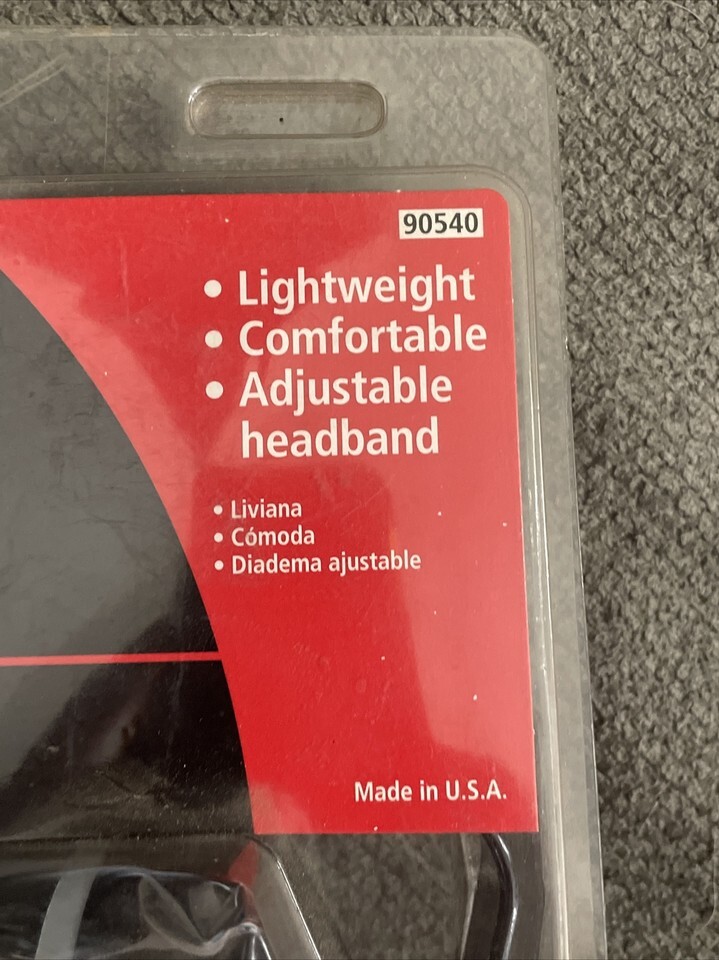 90540
• Lightweight
• Comfortable
• Adjustable
headband
• Liviana
• Cómoda
• Diadema ajustable
Made in U.S.A.